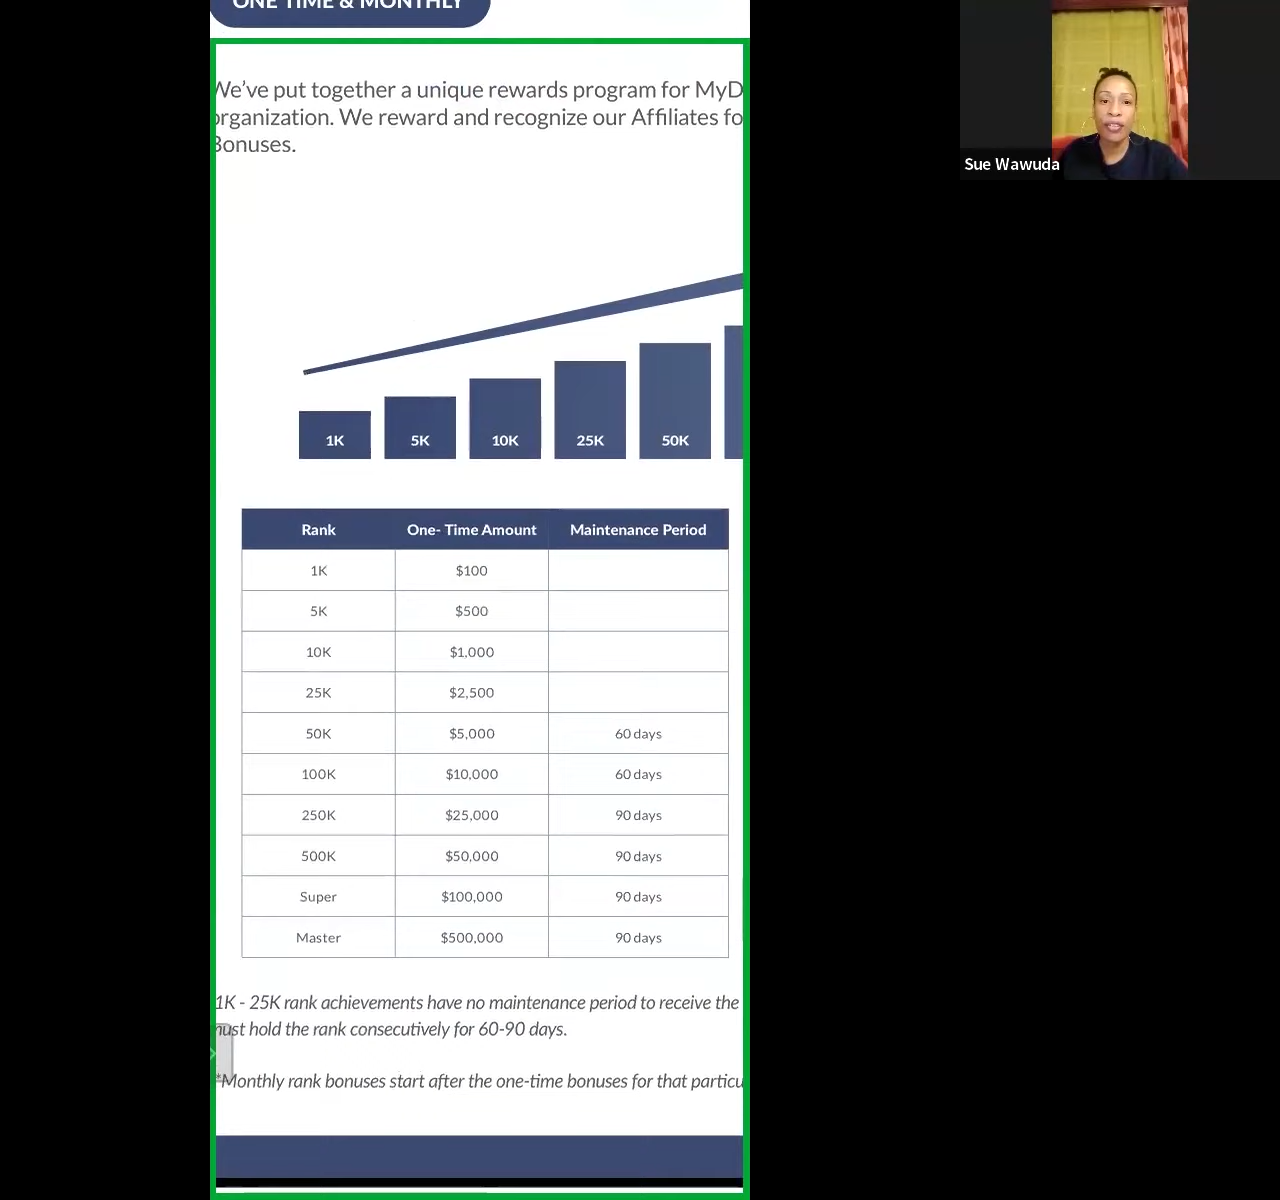 ONE TIME & MONTHLY
We've put together a unique rewards program for MyD
organization. We reward and recognize our Affiliates fo
Bonuses.
Sue Wawuda
1K 5K 10K 25K 50K
Rank One- Time Amount Maintenance Period
1K $100
5K $500
10K $1,000
25K $2,500
50K $5,000 60 days
100K $10,000 60 days
250K $25,000 90 days
500K $50,000 90 days
Super $100,000 90 days
Master $500,000 90 days
1K - 25K rank achievements have no maintenance period to receive the
must hold the rank consecutively for 60-90 days.
*Monthly rank bonuses start after the one-time bonuses for that particu